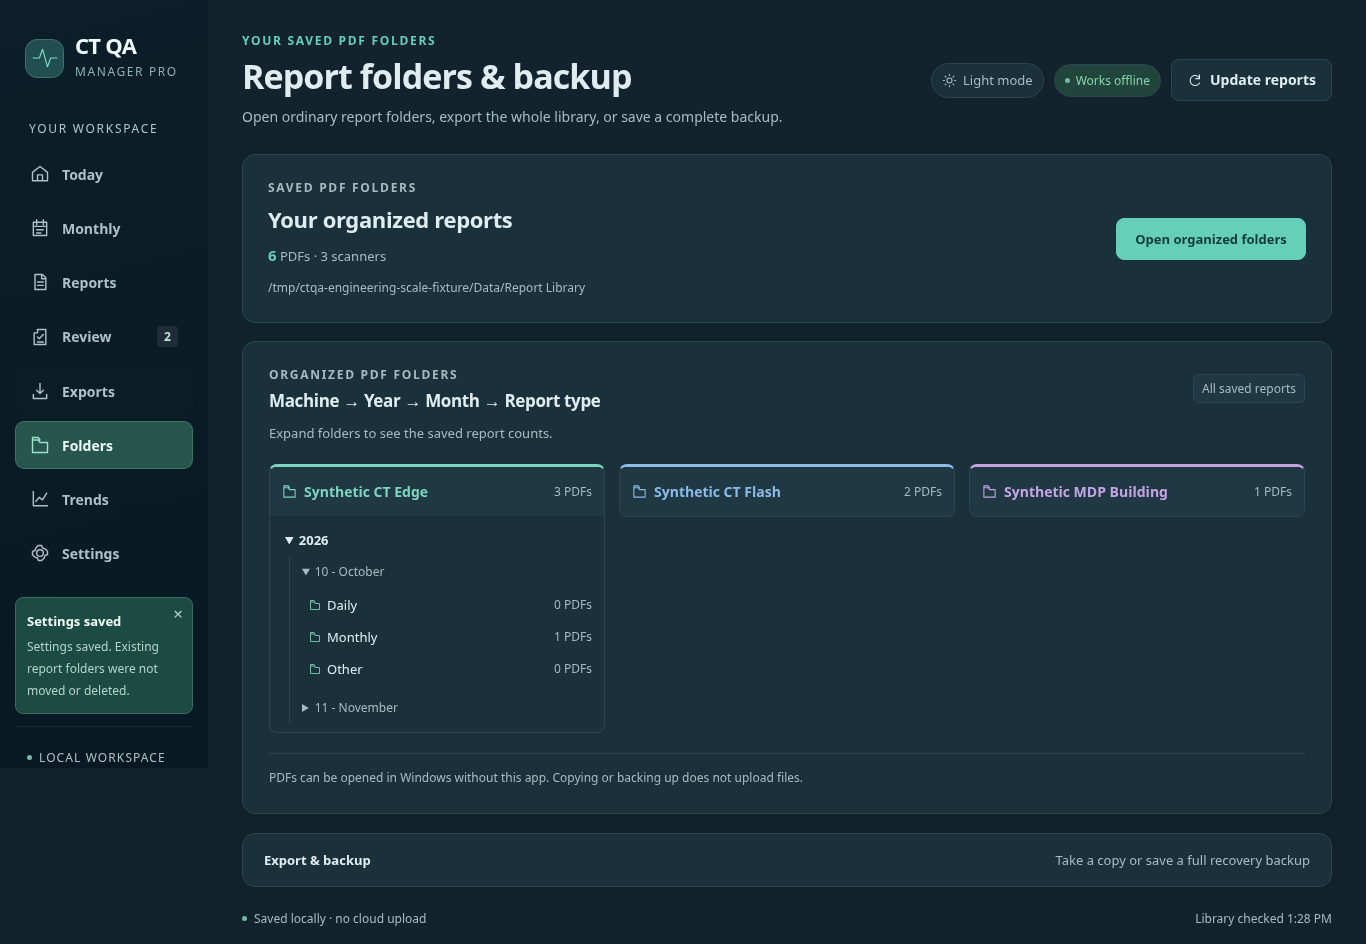 CT QA
MANAGER PRO
YOUR WORKSPACE
Today
Monthly
Reports
Review 2
Exports
Folders
Trends
Settings
Settings saved ×
Settings saved. Existing
report folders were not
moved or deleted.
LOCAL WORKSPACE
YOUR SAVED PDF FOLDERS
Report folders & backup
Open ordinary report folders, export the whole library, or save a complete backup.
Light mode
Works offline
Update reports
SAVED PDF FOLDERS
Your organized reports
6 PDFs · 3 scanners
/tmp/ctqa-engineering-scale-fixture/Data/Report Library
Open organized folders
ORGANIZED PDF FOLDERS
Machine → Year → Month → Report type
Expand folders to see the saved report counts.
All saved reports
Synthetic CT Edge 3 PDFs
▼ 2026
▼ 10 - October
Daily 0 PDFs
Monthly 1 PDFs
Other 0 PDFs
▶ 11 - November
Synthetic CT Flash 2 PDFs
Synthetic MDP Building 1 PDFs
PDFs can be opened in Windows without this app. Copying or backing up does not upload files.
Export & backup
Take a copy or save a full recovery backup
Saved locally · no cloud upload
Library checked 1:28 PM